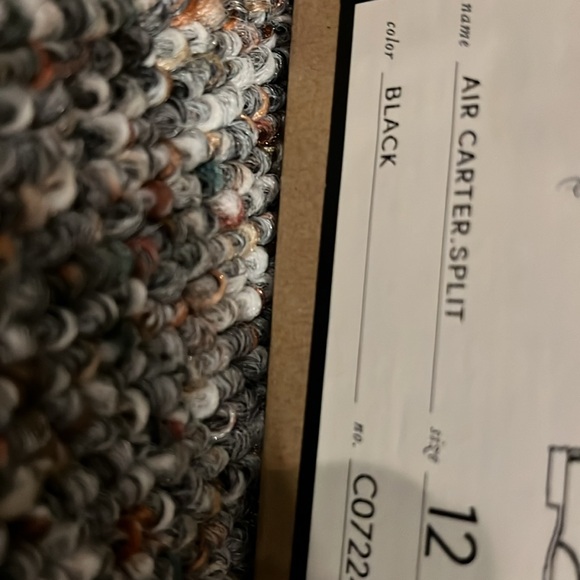 name AIR CARTER.SPLIT size 12
color BLACK no. C0722